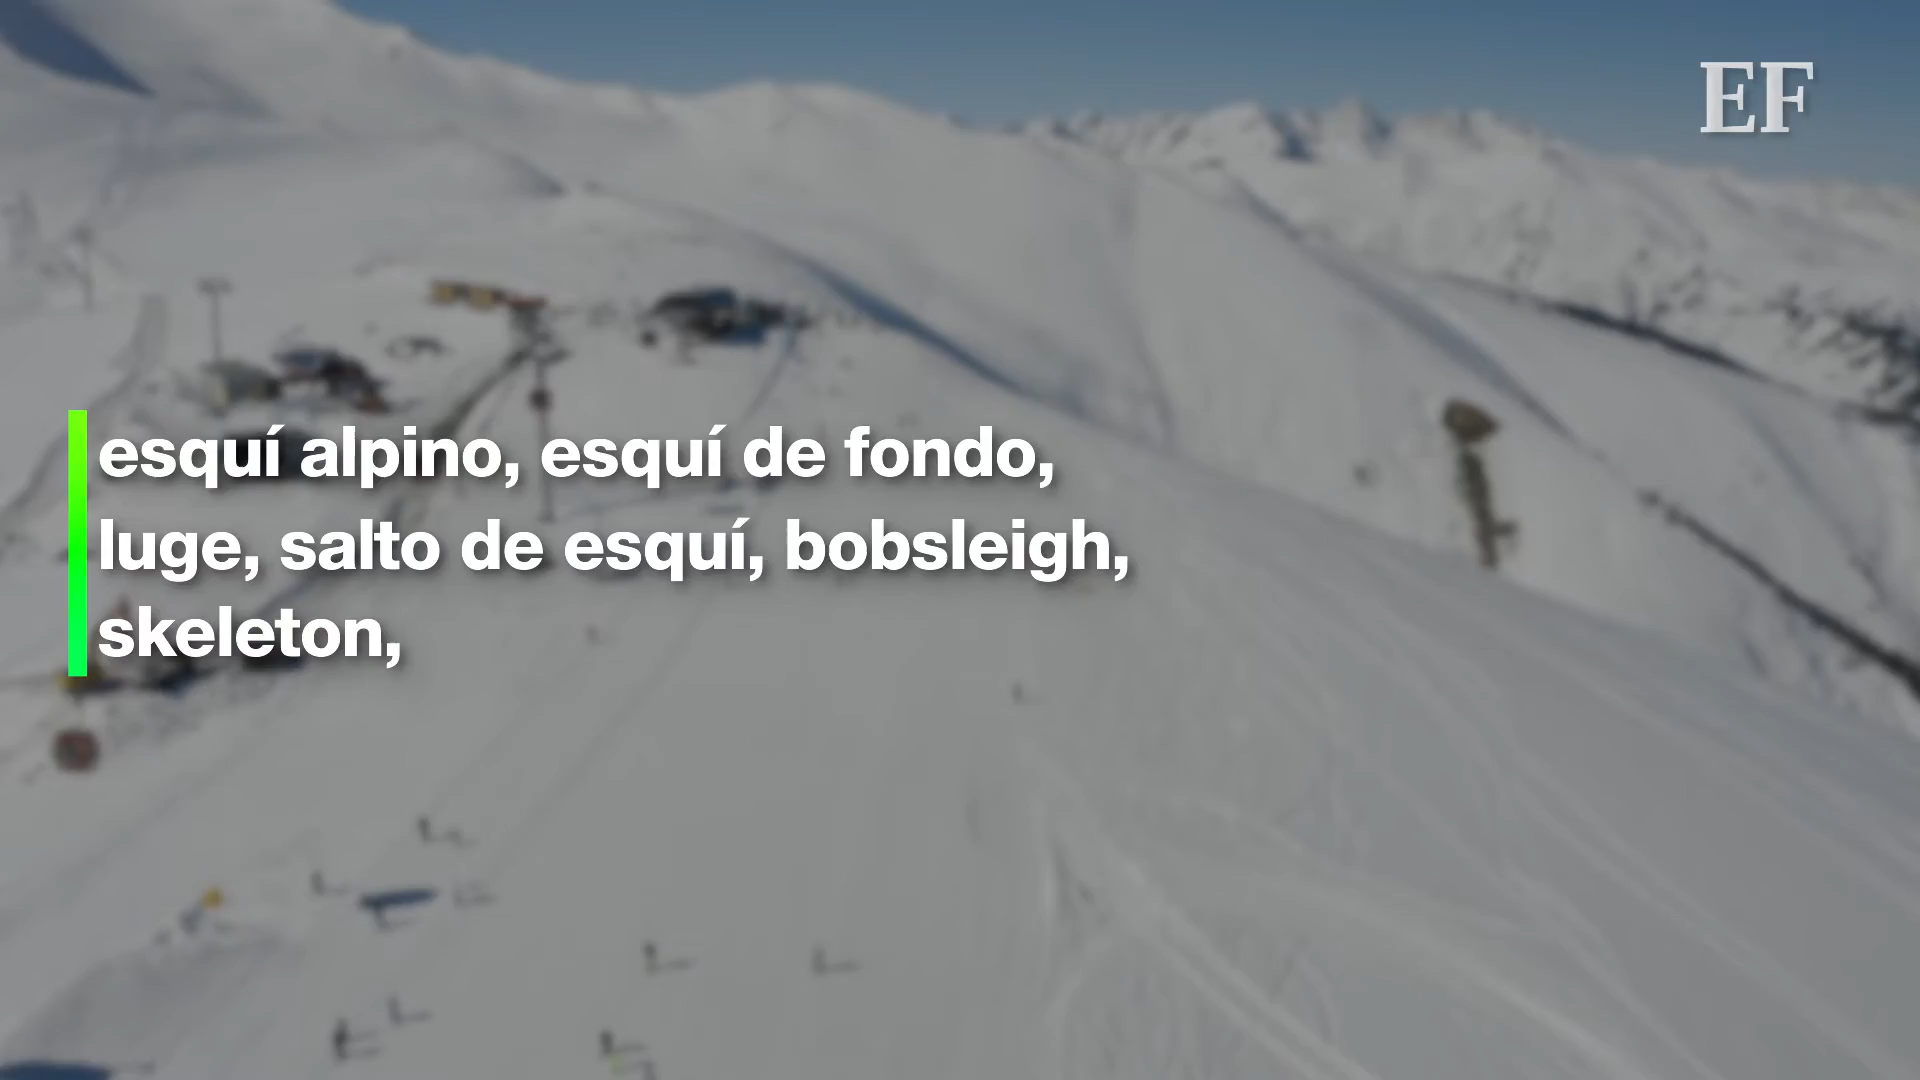 EF
esquí alpino, esquí de fondo,
luge, salto de esquí, bobsleigh,
skeleton,